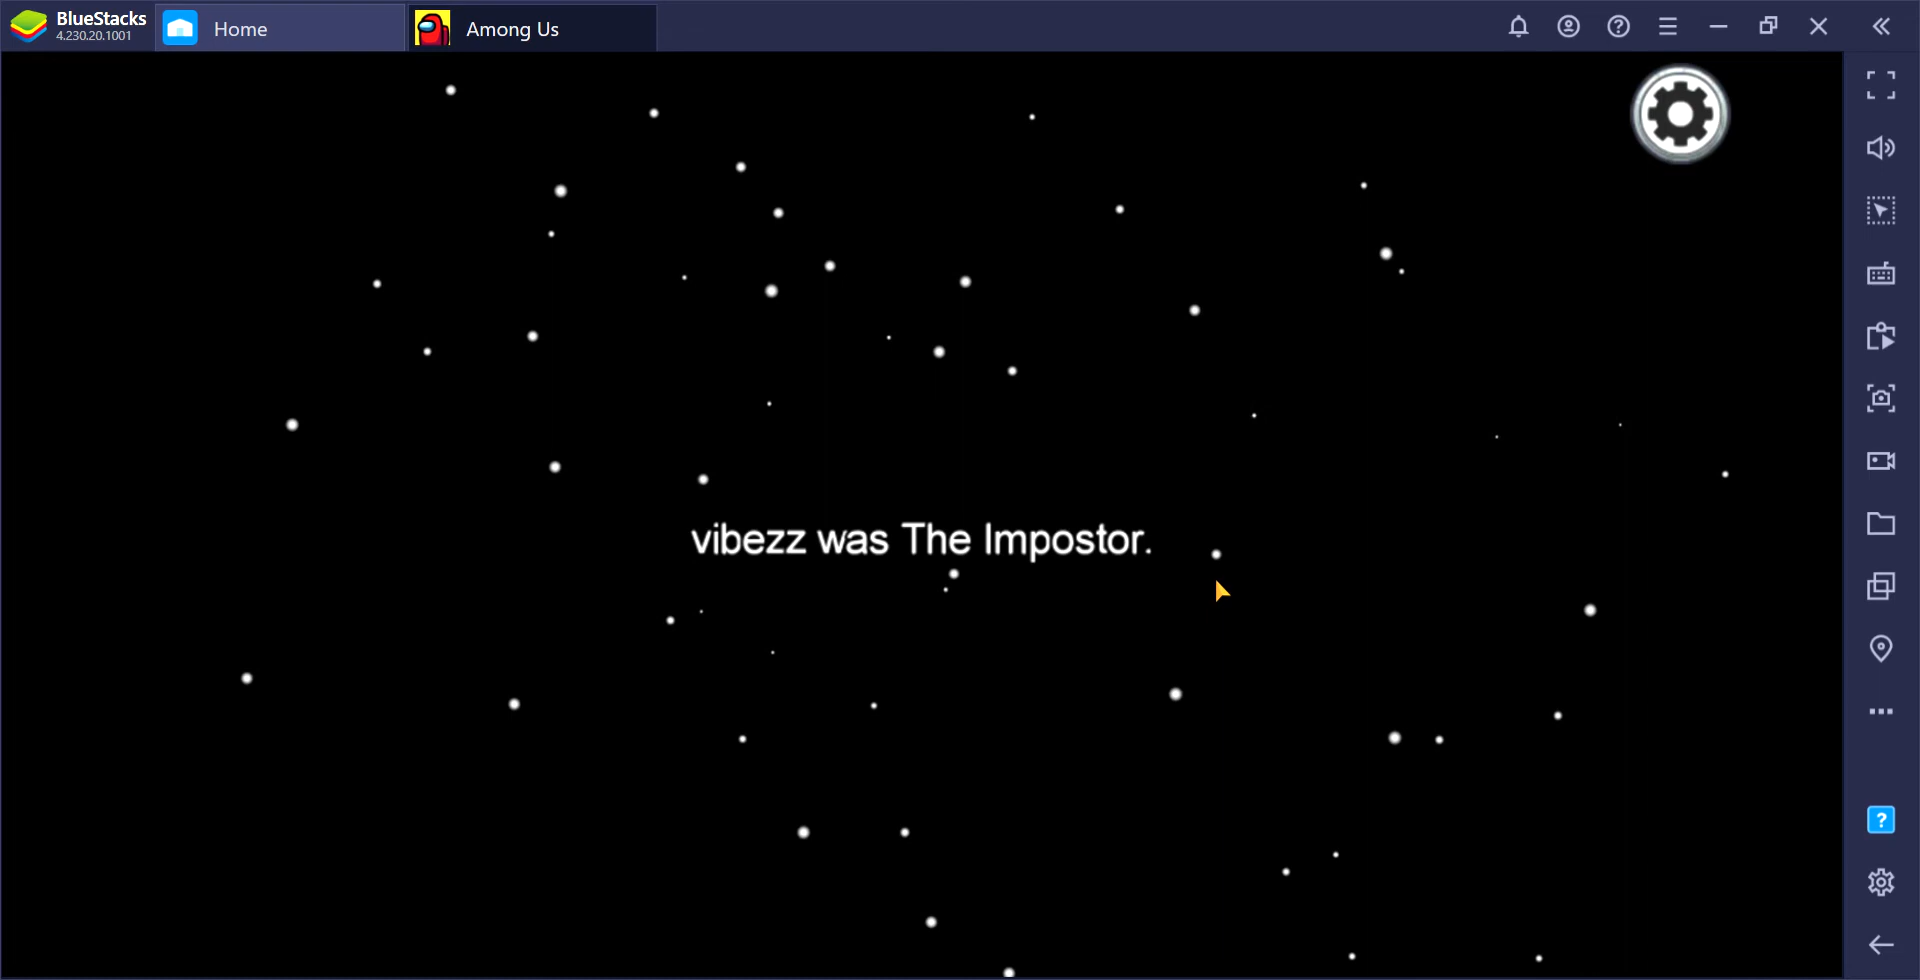 BlueStacks
4.230.20.1001
Home
Among Us
vibezz was The Impostor.